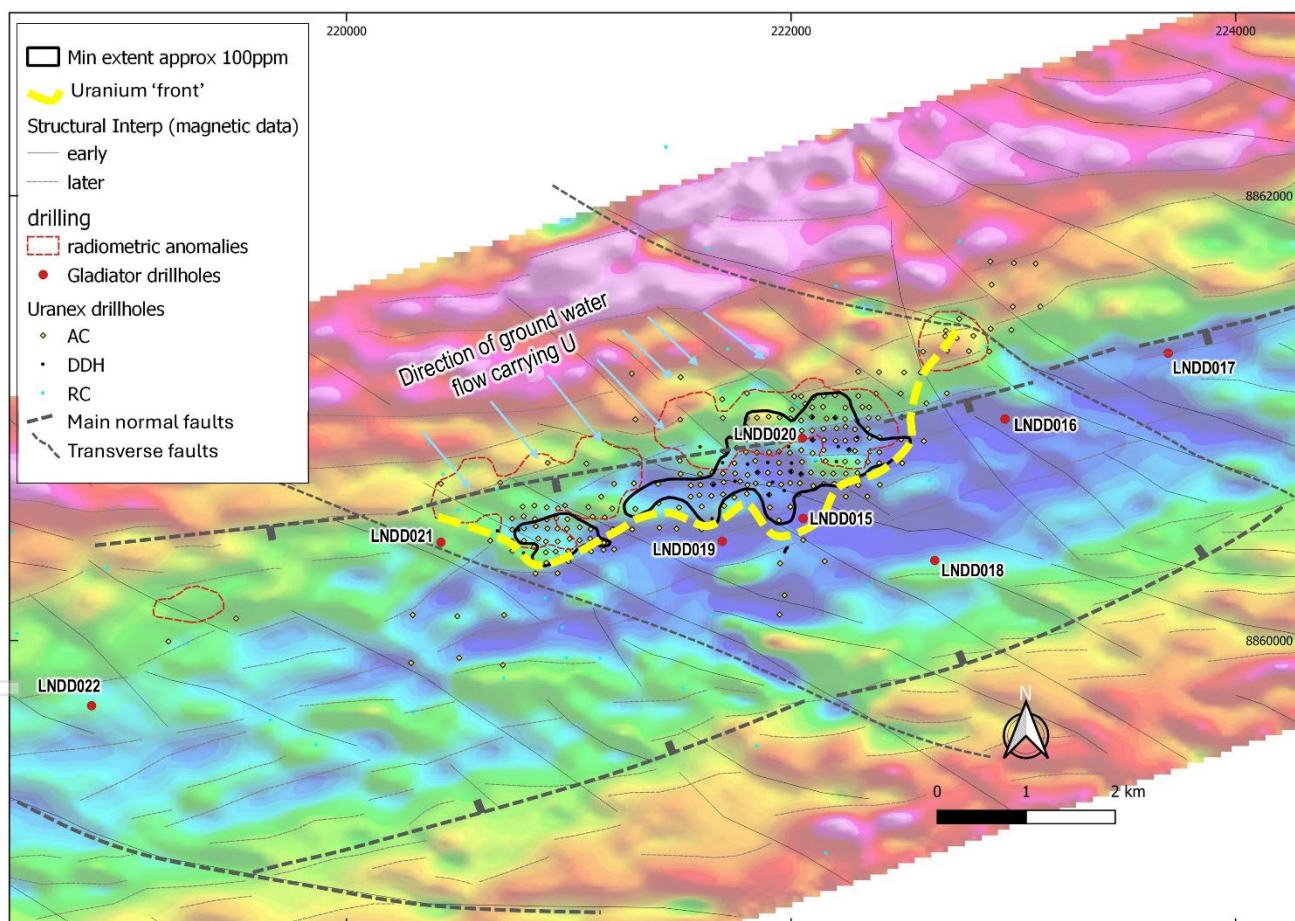 220000
222000
224000
Min extent approx 100ppm
Uranium ‘front’
Structural Interp (magnetic data)
early
later
drilling
radiometric anomalies
Gladiator drillholes
Uranex drillholes
AC
DDH
RC
Main normal faults
Transverse faults
8862000
Direction of ground water
flow carrying U
LNDD017
LNDD016
LNDD020
LNDD015
LNDD021
LNDD019
LNDD018
8860000
LNDD022
N
0 1 2 km